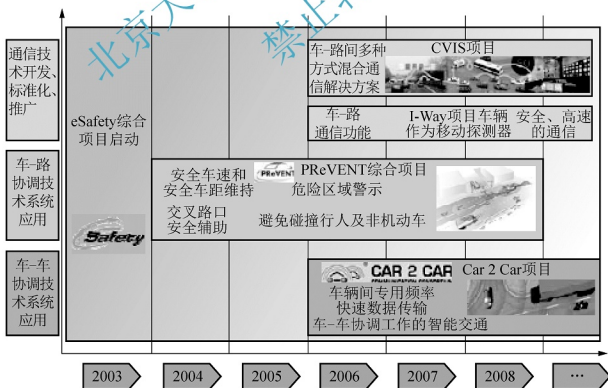 北京大
禁止
通信技
术开发、
标准化、
推广
车–路间多种
方式混合通
信解决方案
CVIS项目
车–路
通信功能
I-Way项目车辆
作为移动探测器
安全、高速
的通信
eSafety综合
项目启动
Safety
车–路
协调技
术系统
应用
安全车速和
安全车距维持
PReVENT
PReVENT综合项目
危险区域警示
交叉路口
安全辅助
避免碰撞行人及非机动车
车–车
协调技
术系统
应用
CAR 2 CAR
Car 2 Car项目
车辆间专用频率
快速数据传输
车–车协调工作的智能交通
2003
2004
2005
2006
2007
2008
…